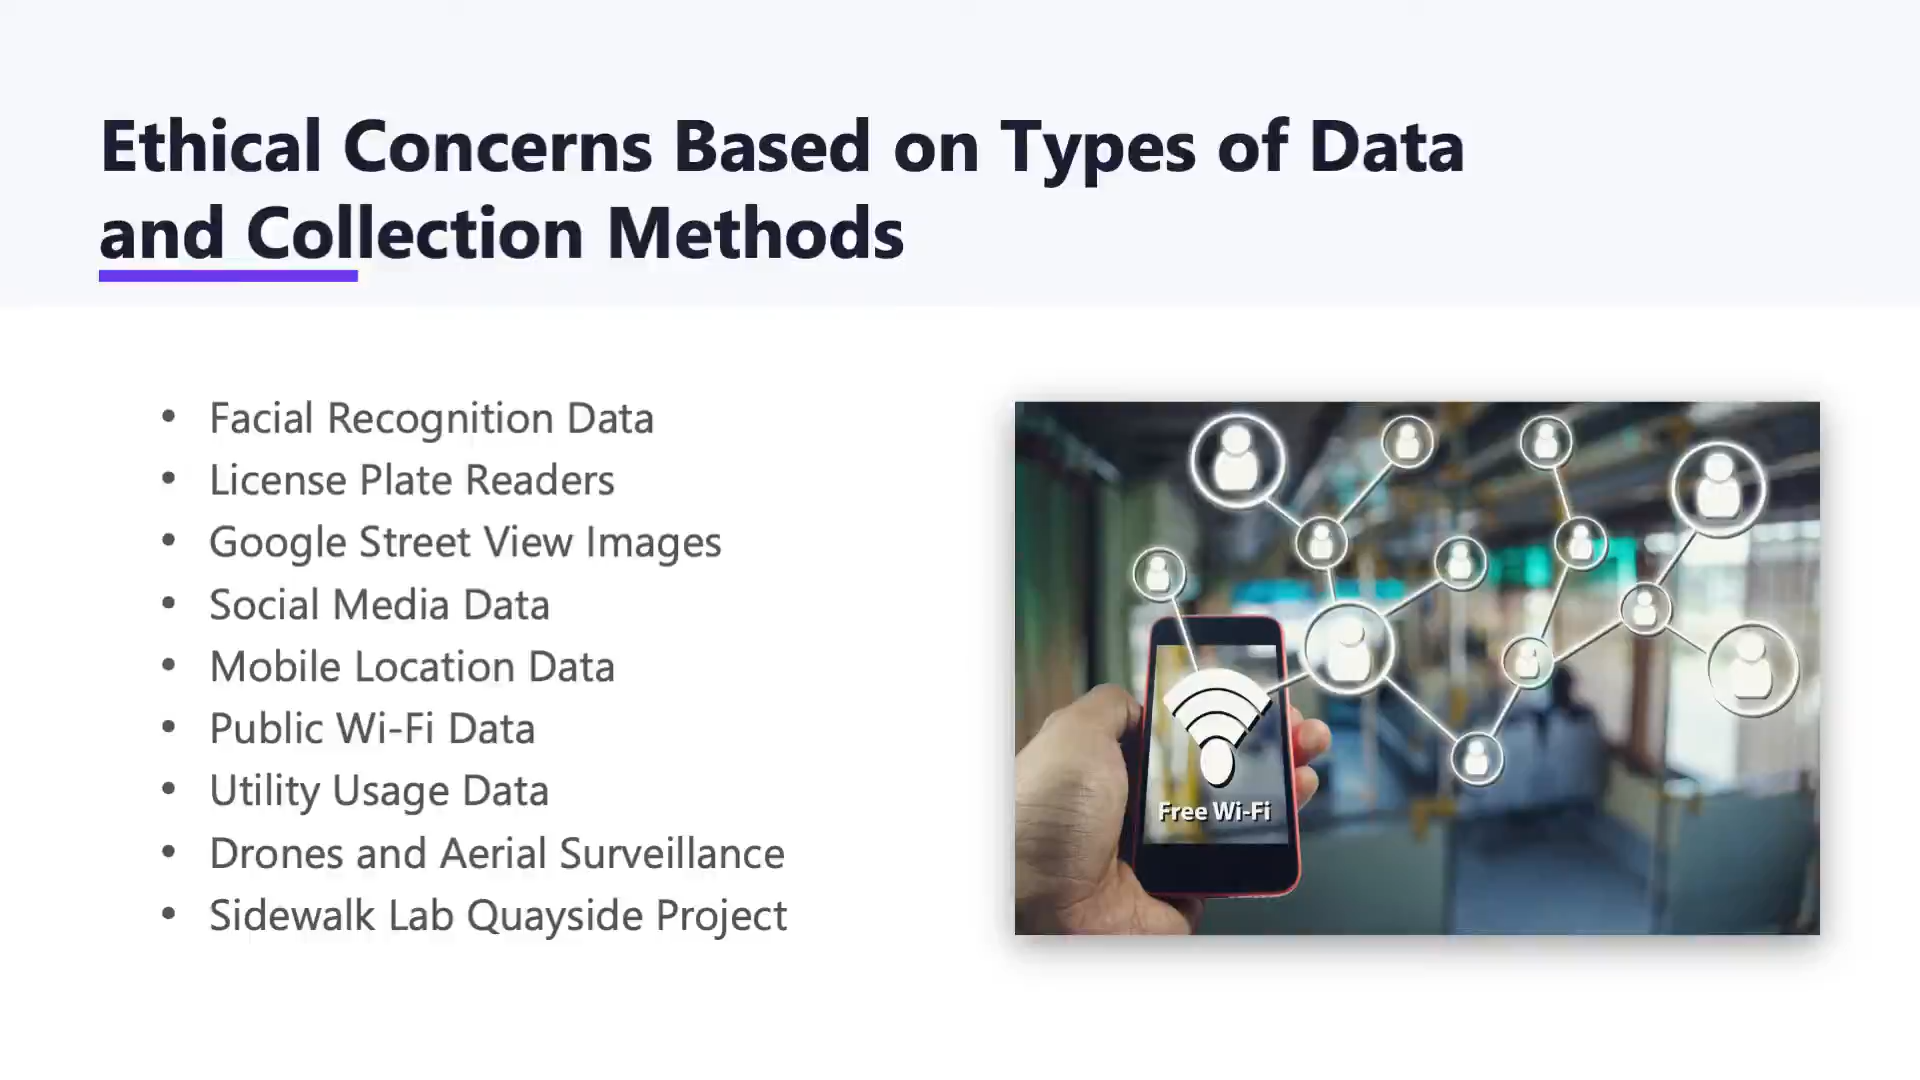 Ethical Concerns Based on Types of Data
and Collection Methods
• Facial Recognition Data
• License Plate Readers
• Google Street View Images
• Social Media Data
• Mobile Location Data
• Public Wi-Fi Data
• Utility Usage Data
• Drones and Aerial Surveillance
• Sidewalk Lab Quayside Project
Free Wi-Fi